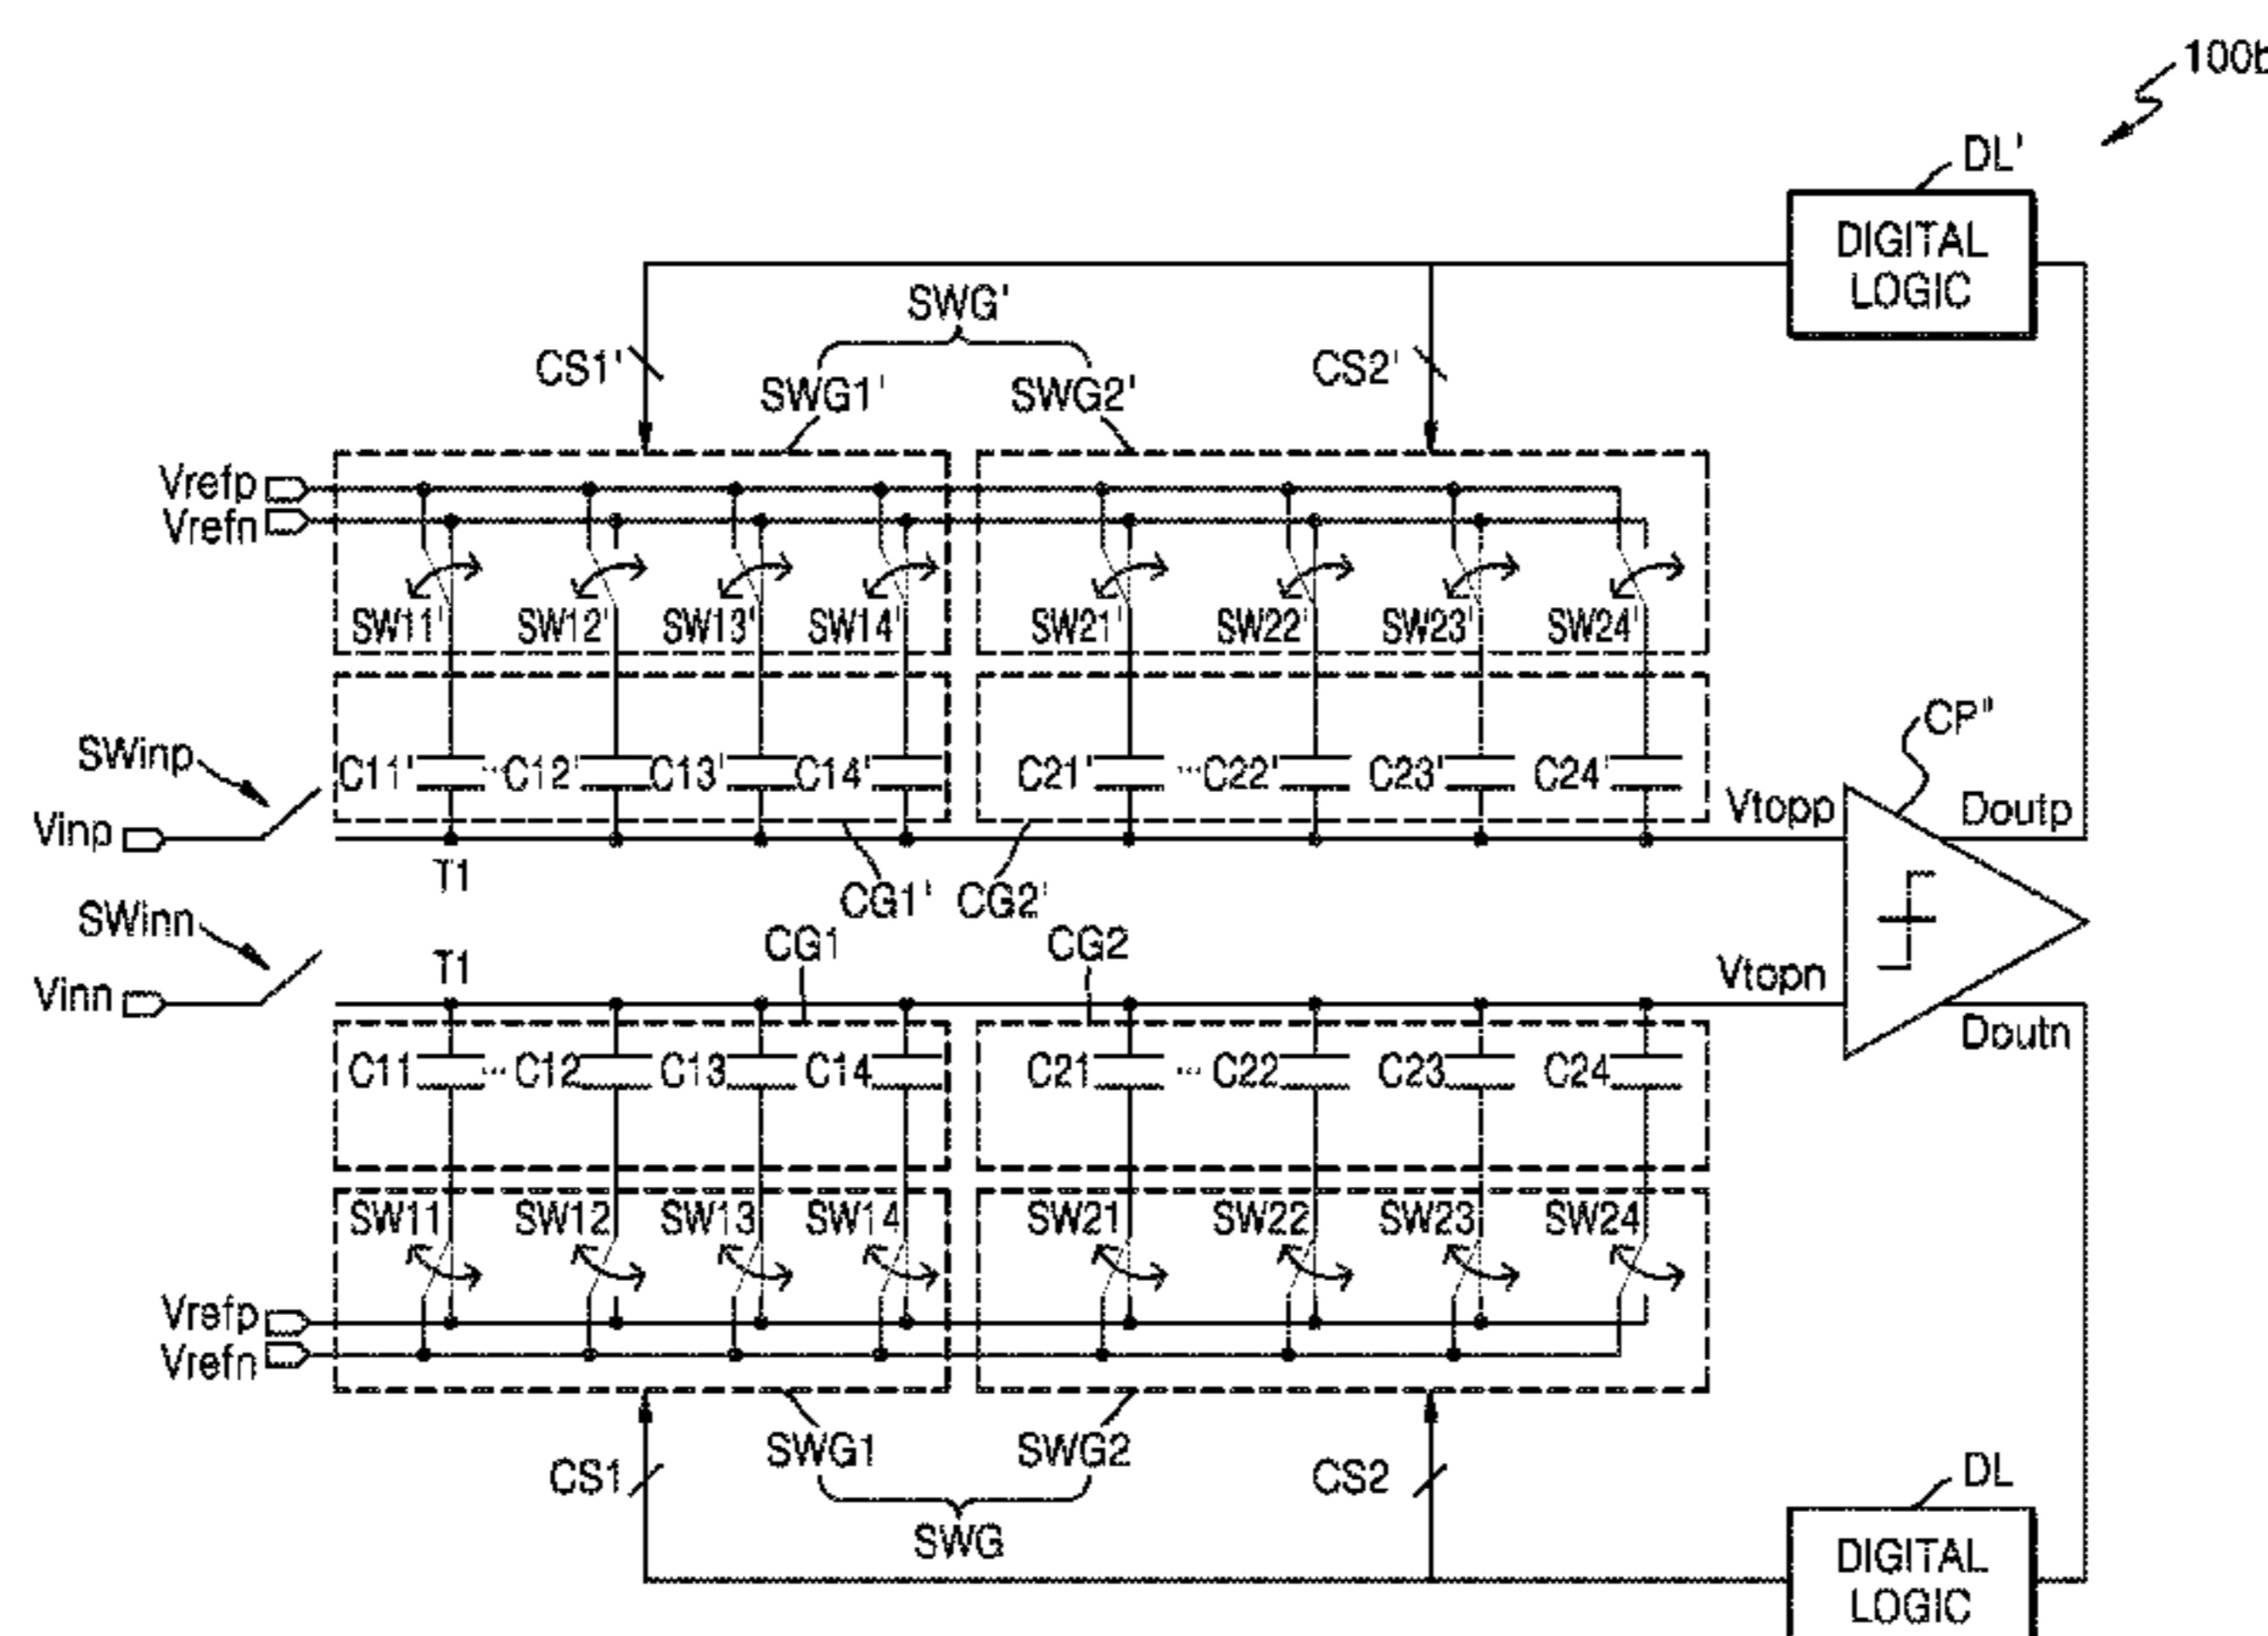 100b
DL'
DIGITAL
LOGIC
SWG'
CS1'
CS2'
SWG1'
SWG2'
Vrefp
Vrefn
SW11'
SW12'
SW13'
SW14'
SW21'
SW22'
SW23'
SW24'
CP"
SWinp
C11'
...
C12'
C13'
C14'
C21'
...
C22'
C23'
C24'
Vtopp
Doutp
Vinp
T1
CG1'
CG2'
SWinn
T1
CG1
CG2
Vtopn
Vinn
Doutn
C11
...
C12
C13
C14
C21
...
C22
C23
C24
SW11
SW12
SW13
SW14
SW21
SW22
SW23
SW24
Vrefp
Vrefn
SWG1
SWG2
CS1
CS2
DL
SWG
DIGITAL
LOGIC